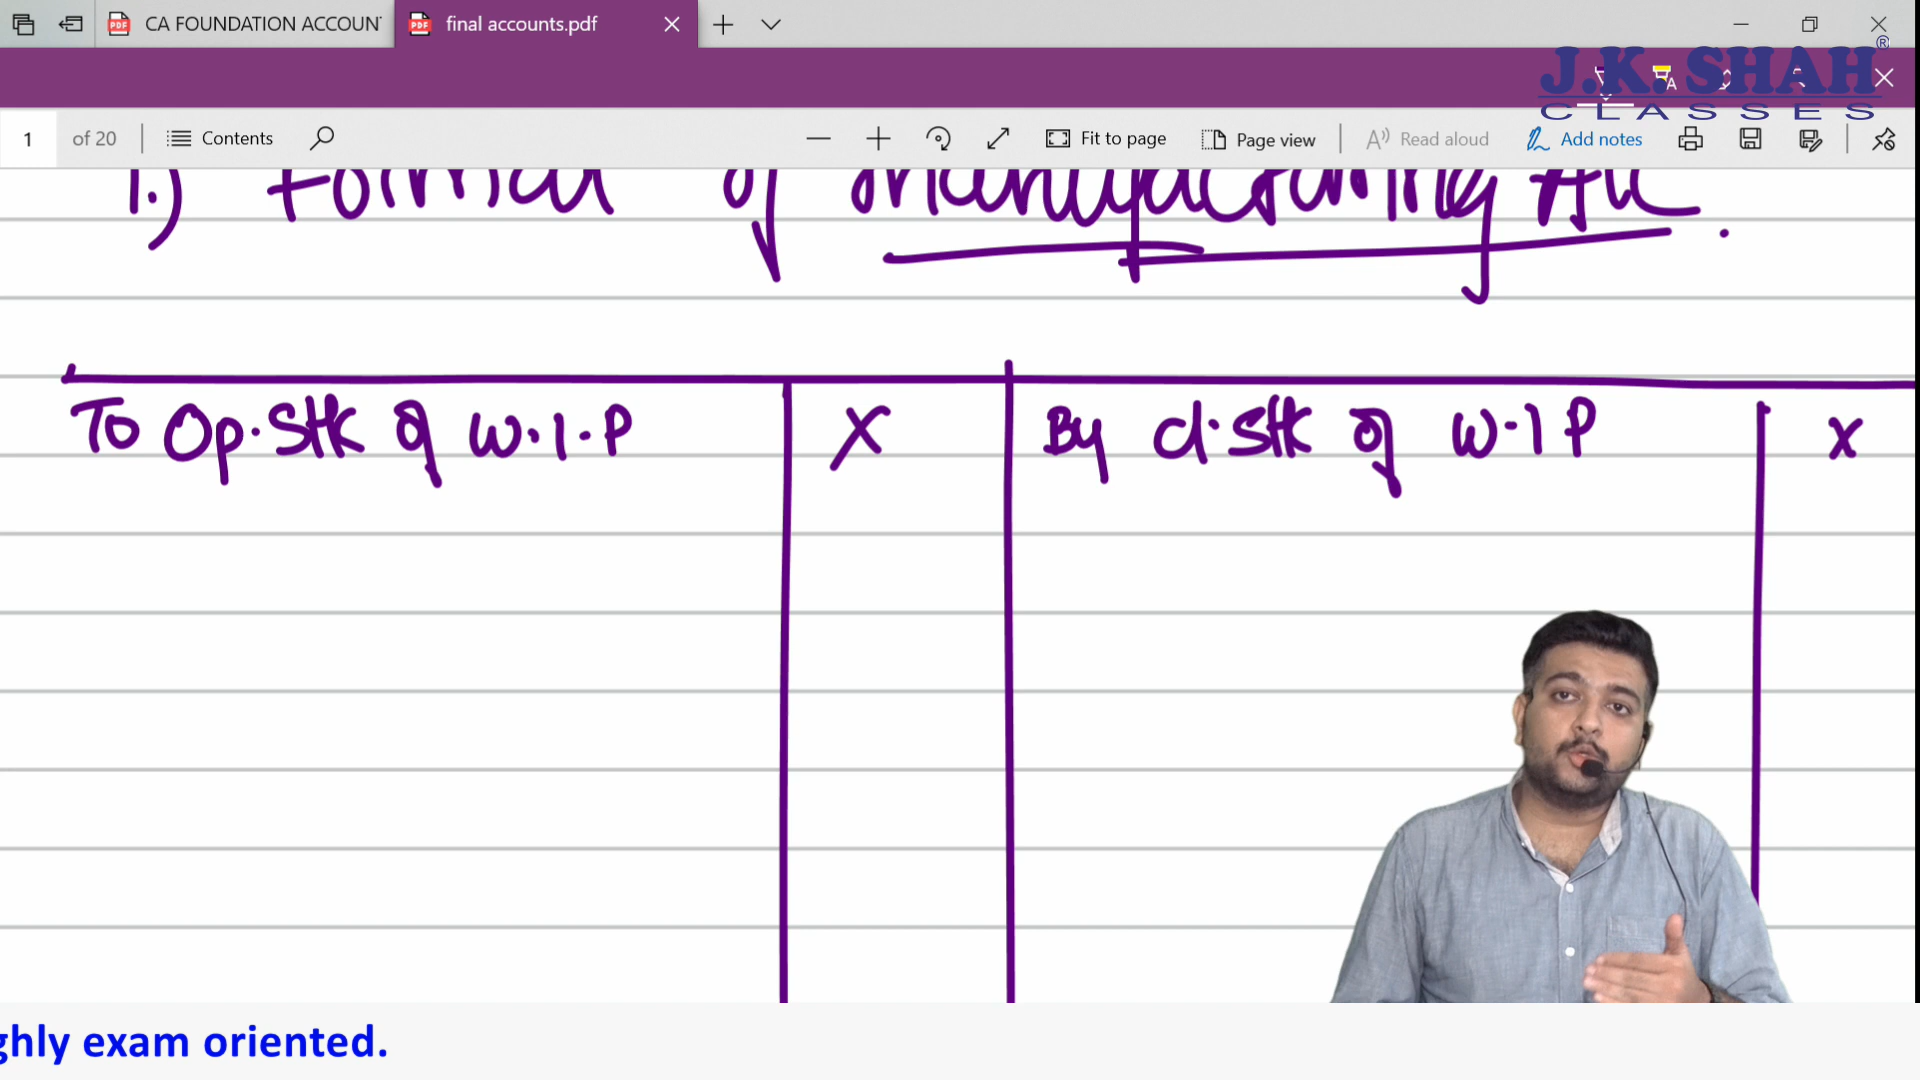 CA FOUNDATION ACCOUN
final accounts.pdf
J.K. SHAH ®
CLASSES
1 of 20 Contents Fit to page Page view Read aloud Add notes
1.) Format of Manufacturing A/c.
To Op. Stk of W.I.P X By cl. Stk of W.I P X
ghly exam oriented.